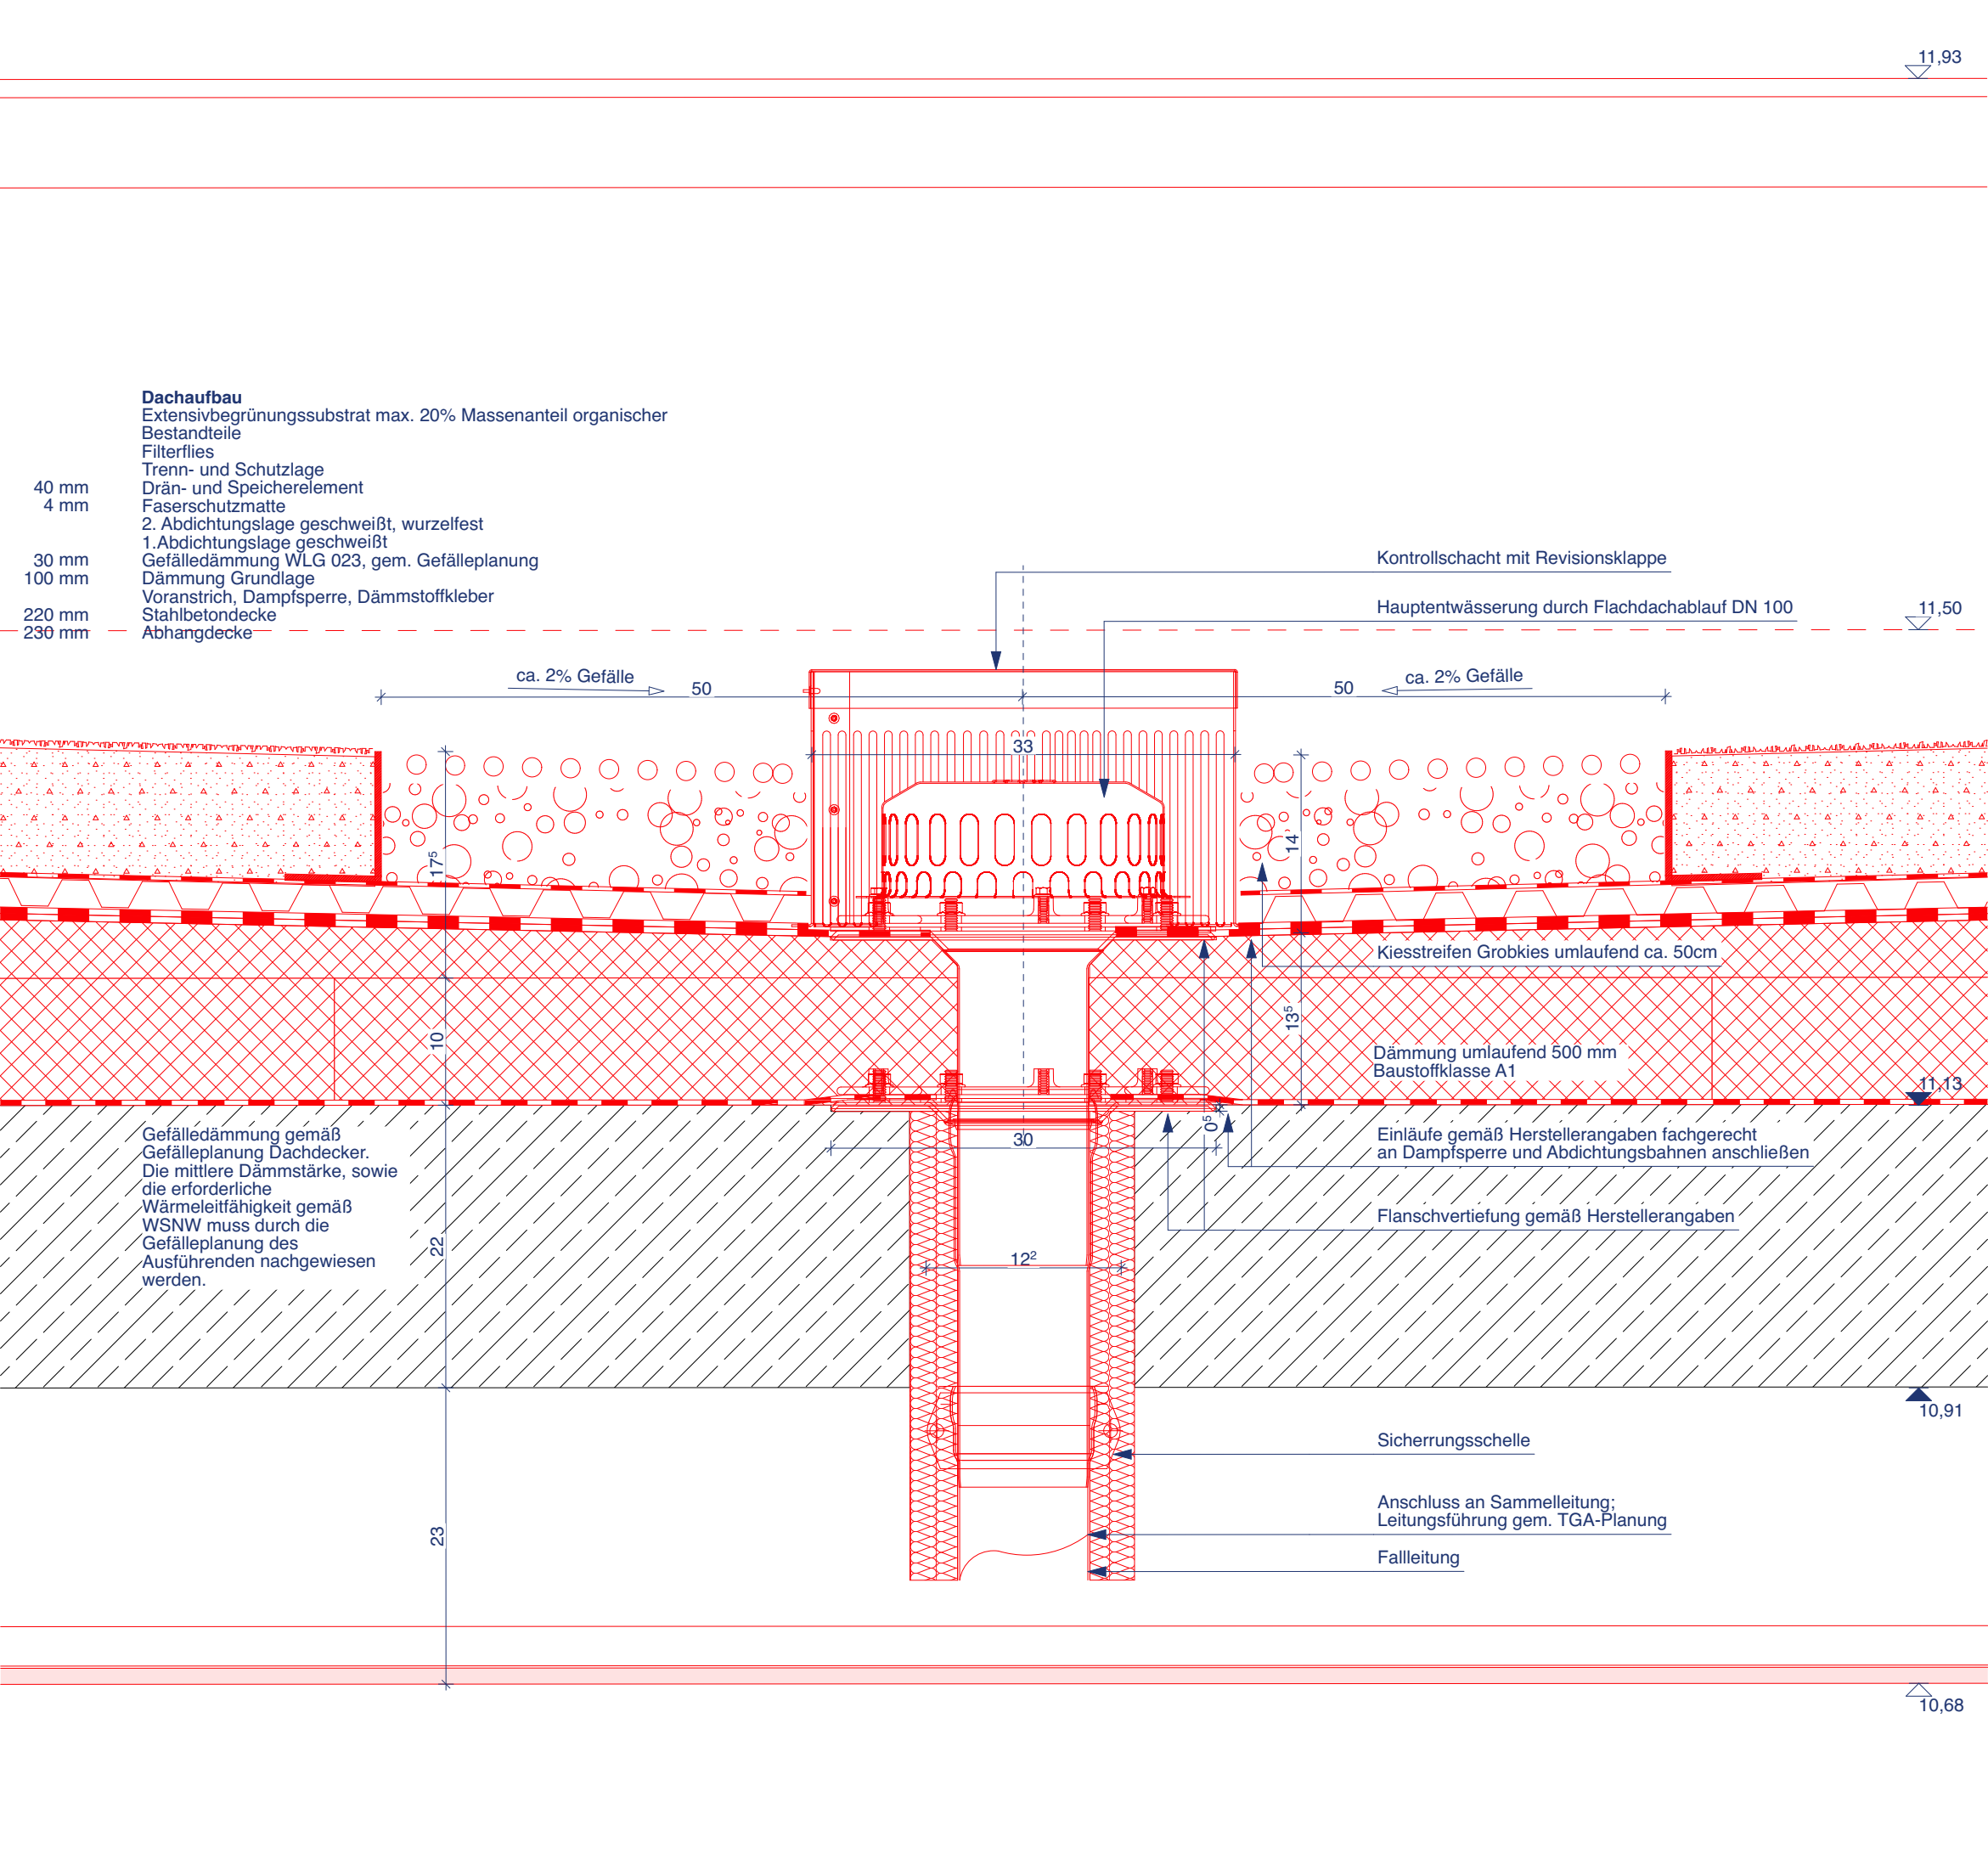 11,93
Dachaufbau
Extensivbegrünungssubstrat max. 20% Massenanteil organischer
Bestandteile
Filterflies
Trenn- und Schutzlage
40 mm Drän- und Speicherelement
4 mm Faserschutzmatte
2. Abdichtungslage geschweißt, wurzelfest
1.Abdichtungslage geschweißt
30 mm Gefälledämmung WLG 023, gem. Gefälleplanung
100 mm Dämmung Grundlage
Voranstrich, Dampfsperre, Dämmstoffkleber
220 mm Stahlbetondecke
230 mm Abhangdecke
Kontrollschacht mit Revisionsklappe
Hauptentwässerung durch Flachdachablauf DN 100
11,50
ca. 2% Gefälle
50
50
ca. 2% Gefälle
33
17⁵
14
Kiesstreifen Grobkies umlaufend ca. 50cm
10
13⁵
Dämmung umlaufend 500 mm
Baustoffklasse A1
11,13
0⁵
30
Gefälledämmung gemäß
Gefälleplanung Dachdecker.
Die mittlere Dämmstärke, sowie
die erforderliche
Wärmeleitfähigkeit gemäß
WSNW muss durch die
Gefälleplanung des
Ausführenden nachgewiesen
werden.
Einläufe gemäß Herstellerangaben fachgerecht
an Dampfsperre und Abdichtungsbahnen anschließen
Flanschvertiefung gemäß Herstellerangaben
22
12²
10,91
Sicherrungsschelle
Anschluss an Sammelleitung;
Leitungsführung gem. TGA-Planung
Fallleitung
23
10,68